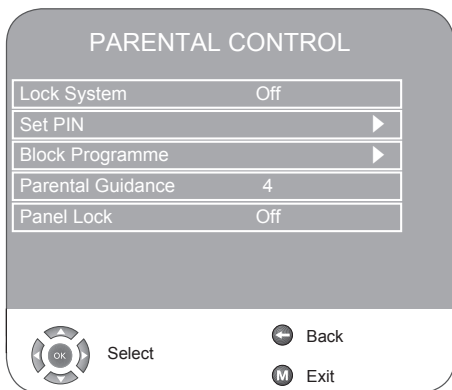 PARENTAL CONTROL
Lock System Off
Set PIN
Block Programme
Parental Guidance 4
Panel Lock Off
OK Select
Back
M Exit